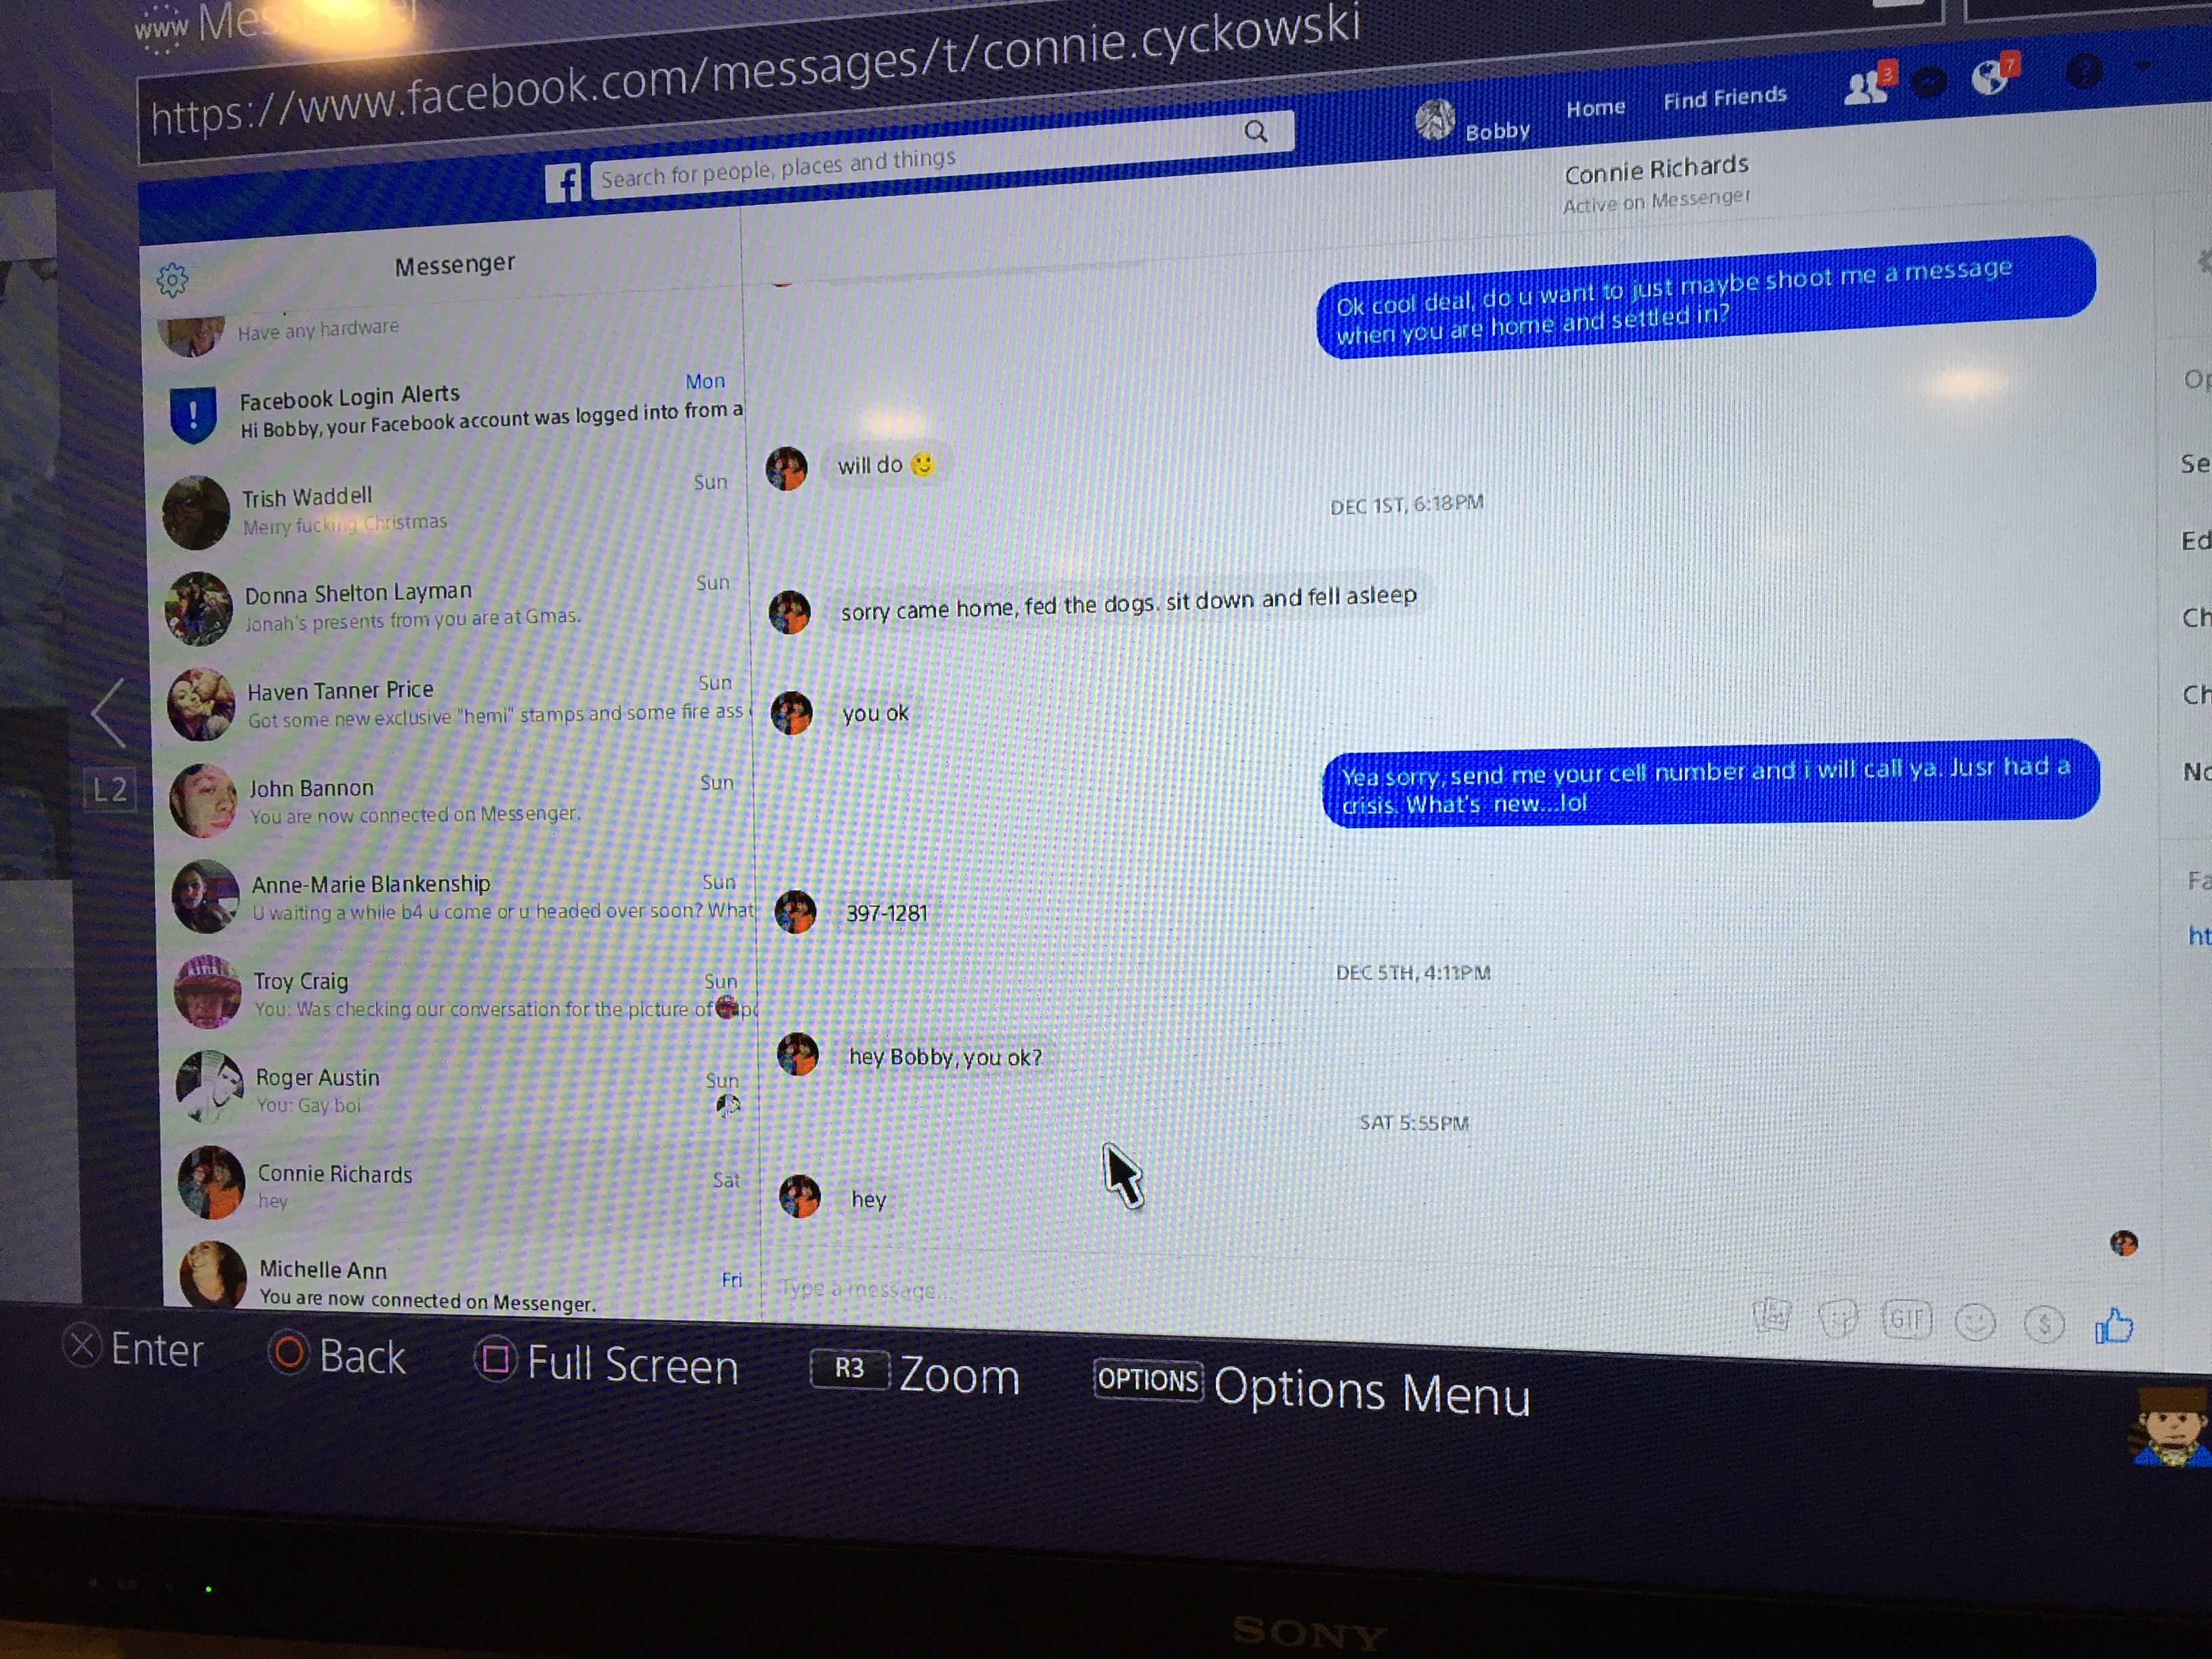 www Messenger
https://www.facebook.com/messages/t/connie.cyckowski
f
Search for people, places and things
Bobby
Home
Find Friends
3
7
?
Messenger
Connie Richards
Active on Messenger
Have any hardware
Facebook Login Alerts
Mon
Hi Bobby, your Facebook account was logged into from a
Trish Waddell
Sun
Merry fucking Christmas
Donna Shelton Layman
Sun
Jonah's presents from you are at Gmas.
Haven Tanner Price
Sun
Got some new exclusive "hemi" stamps and some fire ass
John Bannon
Sun
You are now connected on Messenger.
Anne-Marie Blankenship
Sun
U waiting a while b4 u come or u headed over soon? What
Troy Craig
Sun
You: Was checking our conversation for the picture of
Roger Austin
Sun
You: Gay boi
Connie Richards
Sat
hey
Michelle Ann
Fri
You are now connected on Messenger.
Ok cool deal, do u want to just maybe shoot me a message
when you are home and settled in?
will do
DEC 1ST, 6:18PM
sorry came home, fed the dogs. sit down and fell asleep
you ok
Yea sorry, send me your cell number and i will call ya. Jusr had a
crisis. What's new...lol
397-1281
DEC 5TH, 4:11PM
hey Bobby, you ok?
SAT 5:55PM
hey
Type a message...
GIF
$
Op
Se
Ed
Ch
Ch
No
Fa
ht
L2
Enter
Back
Full Screen
R3 Zoom
OPTIONS Options Menu
SONY